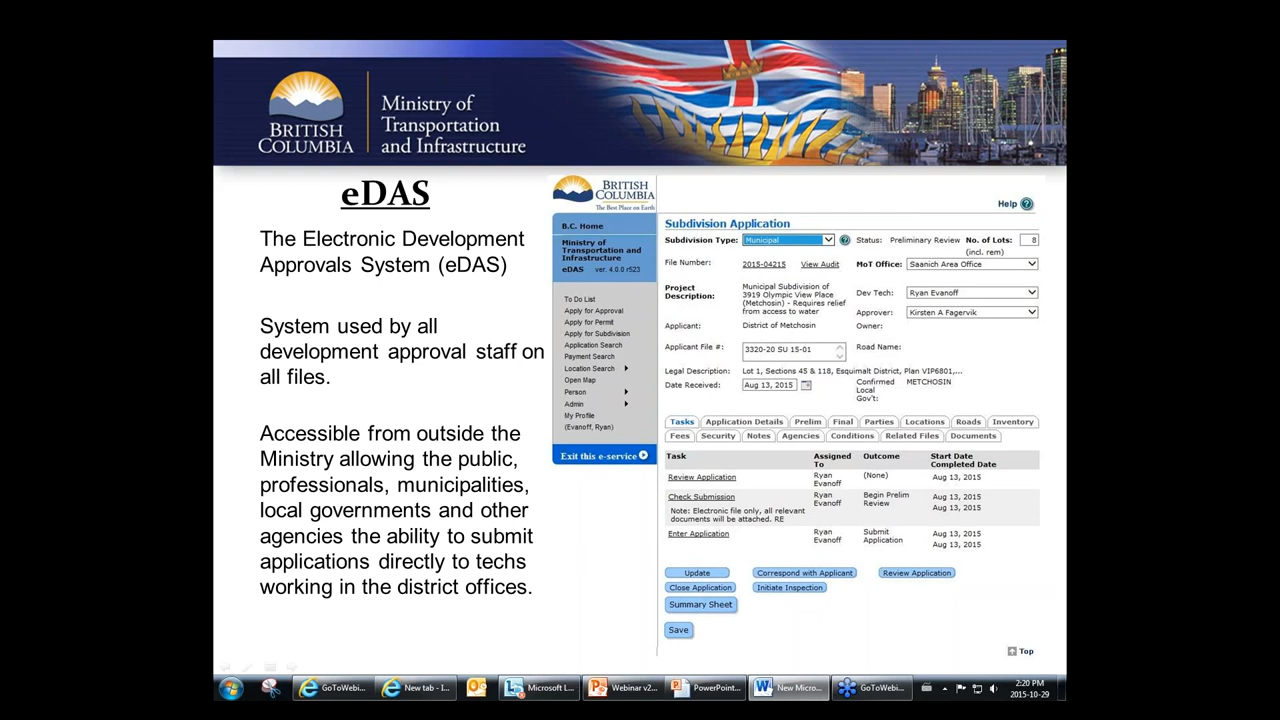 BRITISH
COLUMBIA
Ministry of
Transportation
and Infrastructure
eDAS
The Electronic Development
Approvals System (eDAS)
System used by all
development approval staff on
all files.
Accessible from outside the
Ministry allowing the public,
professionals, municipalities,
local governments and other
agencies the ability to submit
applications directly to techs
working in the district offices.
BRITISH
COLUMBIA
The Best Place on Earth
B.C. Home
Ministry of
Transportation and
Infrastructure
eDAS ver. 4.0.0 r523
To Do List
Apply for Approval
Apply for Permit
Apply for Subdivision
Application Search
Payment Search
Location Search
Open Map
Person
Admin
My Profile
(Evanoff, Ryan)
Exit this e-service
Help ?
Subdivision Application
Subdivision Type: Municipal ? Status: Preliminary Review No. of Lots: 8
(incl. rem)
File Number: 2015-04215 View Audit MoT Office: Saanich Area Office
Project
Description:
Municipal Subdivision of
3919 Olympic View Place
(Metchosin) - Requires relief
from access to water
Dev Tech: Ryan Evanoff
Approver: Kirsten A Fagervik
Applicant: District of Metchosin Owner:
Applicant File #: 3320-20 SU 15-01 Road Name:
Legal Description: Lot 1, Sections 45 & 118, Esquimalt District, Plan VIP6801,...
Date Received: Aug 13, 2015
Confirmed
Local
Gov't:
METCHOSIN
Tasks Application Details Prelim Final Parties Locations Roads Inventory
Fees Security Notes Agencies Conditions Related Files Documents
Task Assigned To Outcome Start Date
Completed Date
Review Application Ryan Evanoff (None) Aug 13, 2015
Check Submission Ryan Evanoff Begin Prelim Review Aug 13, 2015
Aug 13, 2015
Note: Electronic file only, all relevant
documents will be attached. RE
Enter Application Ryan Evanoff Submit Application Aug 13, 2015
Aug 13, 2015
Update Correspond with Applicant Review Application
Close Application Initiate Inspection
Summary Sheet
Save
Top
GoToWebi... New tab - I... Microsoft L... Webinar v2... PowerPoint... New Micro... GoToWebi...
2:20 PM
2015-10-29